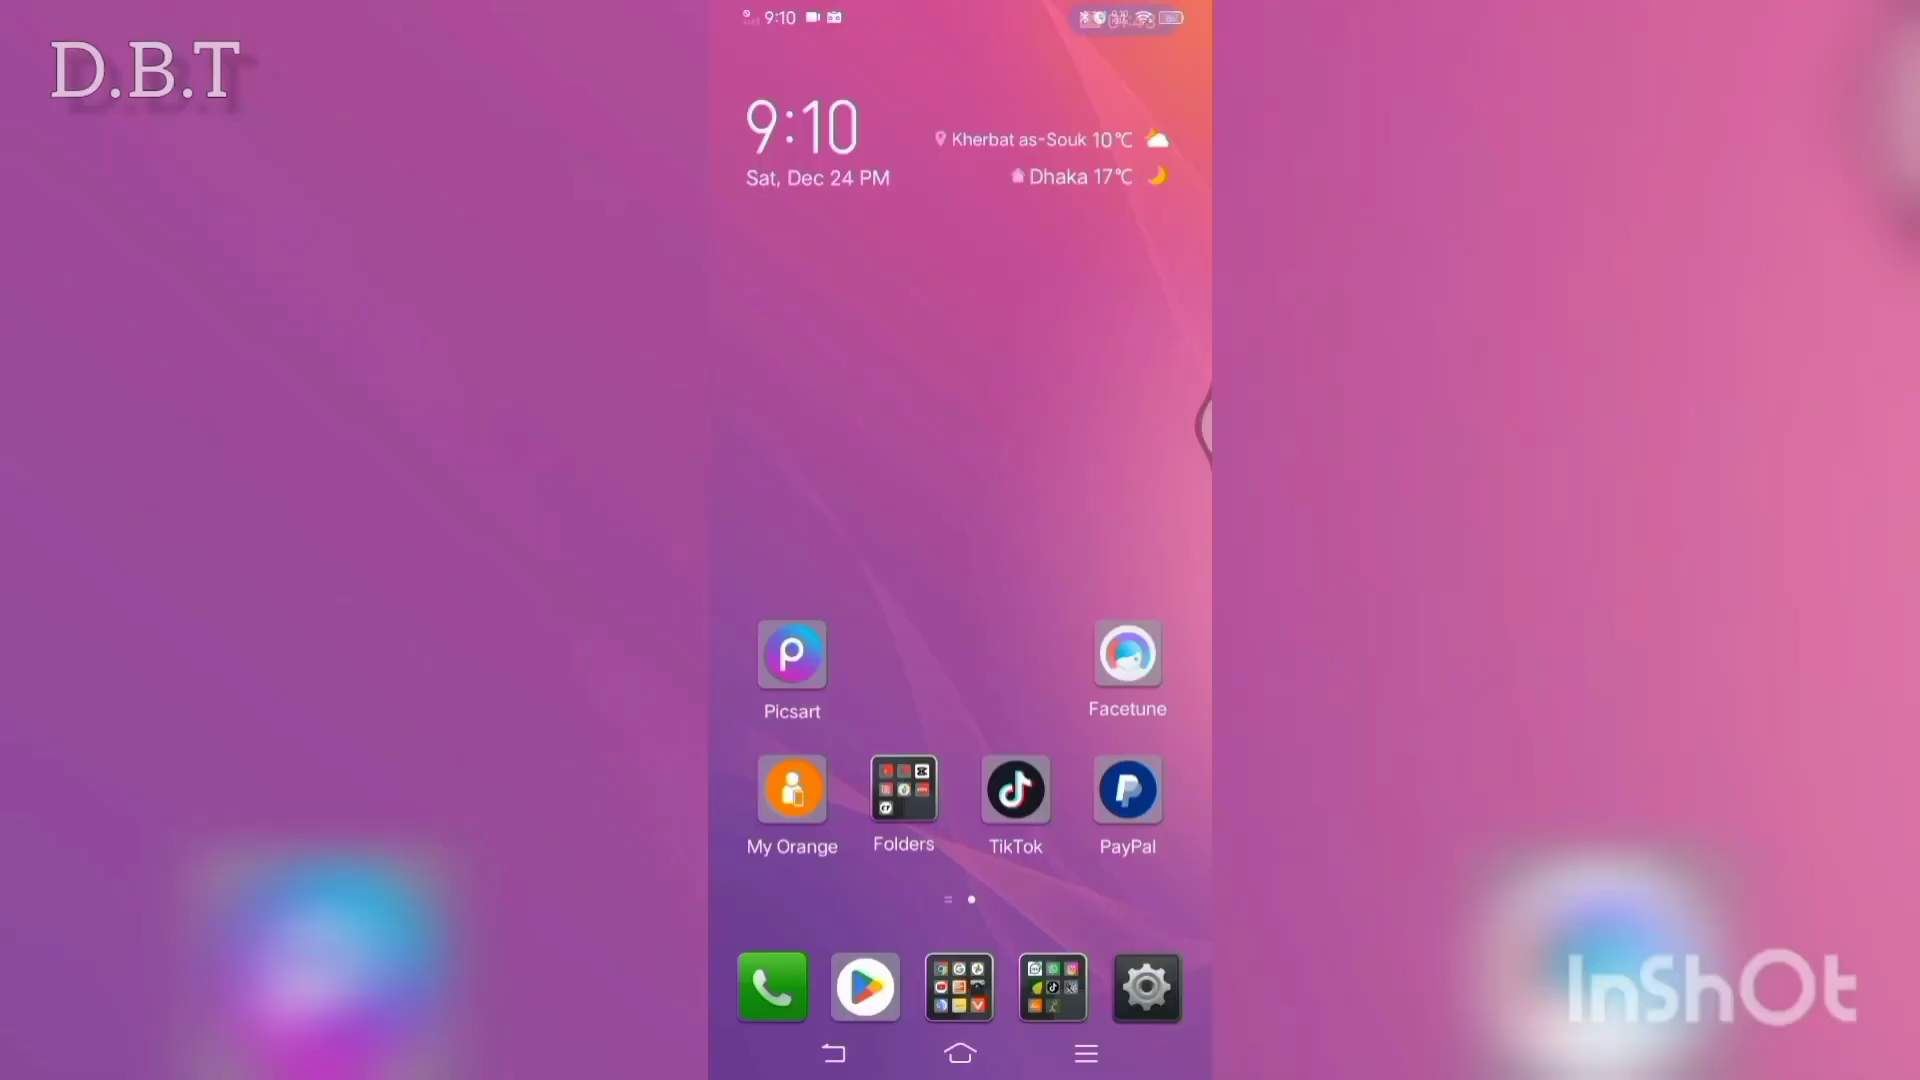 D.B.T
9:10
9:10
Sat, Dec 24 PM
Kherbat as-Souk 10℃
Dhaka 17℃
Picsart
Facetune
My Orange
Folders
TikTok
PayPal
InShOt